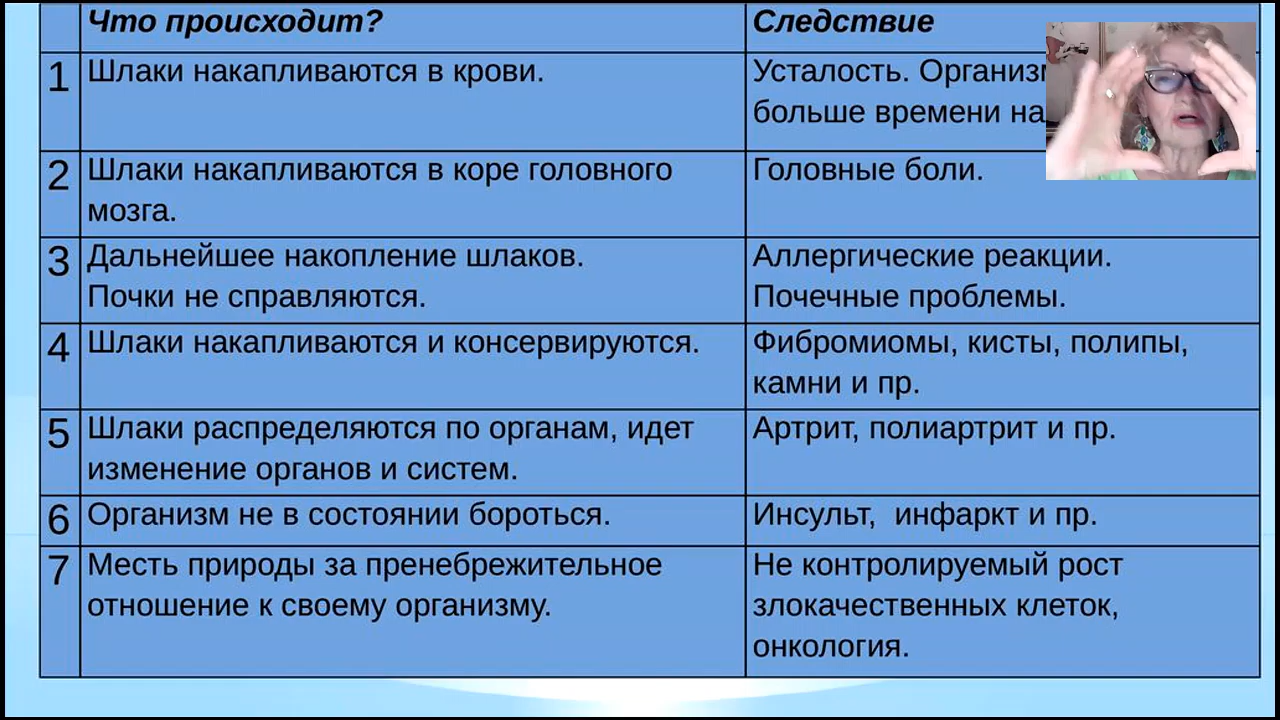 Что происходит? Следствие
1 Шлаки накапливаются в крови. Усталость.
больше времени на
2 Шлаки накапливаются в коре головного Головные боли.
мозга.
3 Дальнейшее накопление шлаков. Аллергические реакции.
Почки не справляются. Почечные проблемы.
4 Шлаки накапливаются и консервируются. Фибромиомы, кисты, полипы,
камни и пр.
5 Шлаки распределяются по органам, идет Артрит, полиартрит и пр.
изменение органов и систем.
6 Организм не в состоянии бороться. Инсульт, инфаркт и пр.
7 Месть природы за пренебрежительное Не контролируемый рост
отношение к своему организму. злокачественных клеток,
онкология.